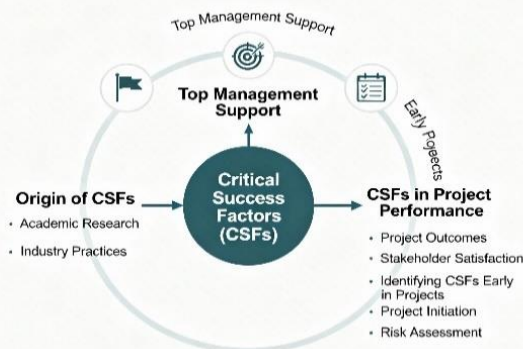 Top Management Support
Top Management
Support
Early Pojects
Origin of CSFs
• Academic Research
• Industry Practices
Critical
Success
Factors
(CSFs)
CSFs in Project
Performance
• Project Outcomes
• Stakeholder Satisfaction
• Identifying CSFs Early
in Projects
• Project Initiation
• Risk Assessment